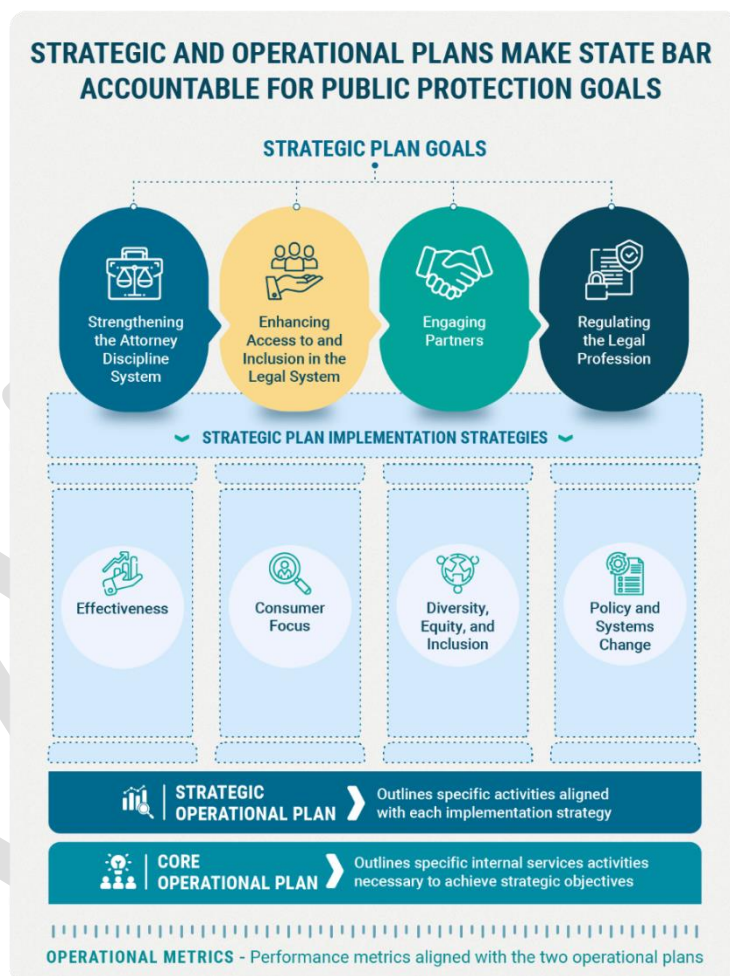 STRATEGIC AND OPERATIONAL PLANS MAKE STATE BAR
ACCOUNTABLE FOR PUBLIC PROTECTION GOALS
STRATEGIC PLAN GOALS
Strengthening
the Attorney
Discipline
System
Enhancing
Access to and
Inclusion in the
Legal System
Engaging
Partners
Regulating
the Legal
Profession
STRATEGIC PLAN IMPLEMENTATION STRATEGIES
Effectiveness
Consumer
Focus
Diversity,
Equity, and
Inclusion
Policy and
Systems
Change
STRATEGIC
OPERATIONAL PLAN
Outlines specific activities aligned
with each implementation strategy
CORE
OPERATIONAL PLAN
Outlines specific internal services activities
necessary to achieve strategic objectives
OPERATIONAL METRICS - Performance metrics aligned with the two operational plans